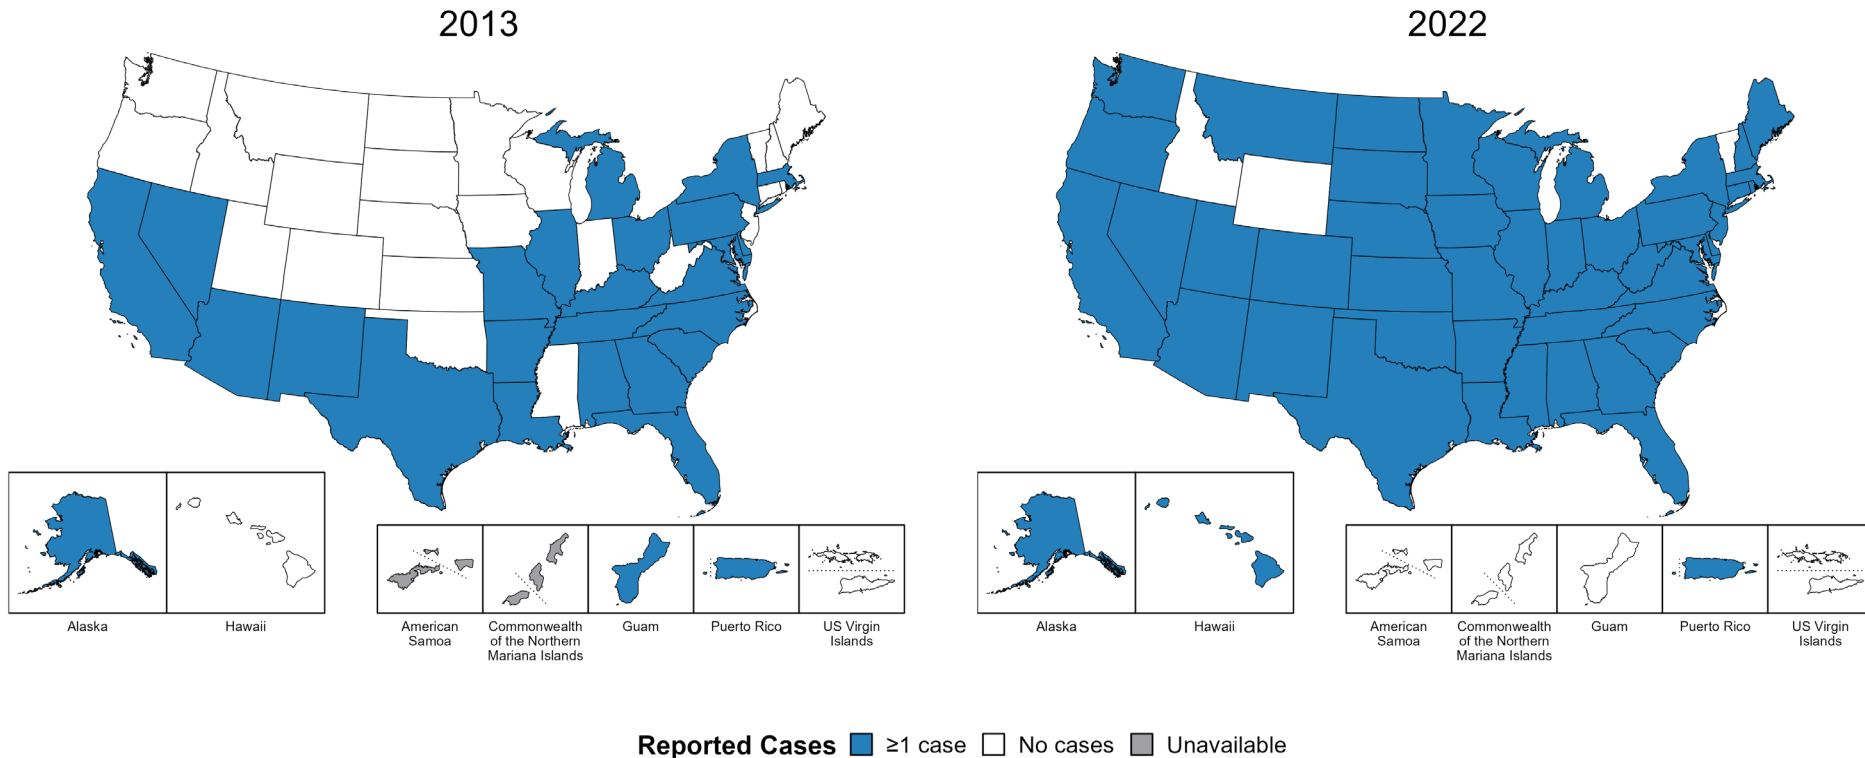 2013
2022
Alaska
Hawaii
American
Samoa
Commonwealth
of the Northern
Mariana Islands
Guam
Puerto Rico
US Virgin
Islands
Alaska
Hawaii
American
Samoa
Commonwealth
of the Northern
Mariana Islands
Guam
Puerto Rico
US Virgin
Islands
Reported Cases ≥1 case No cases Unavailable